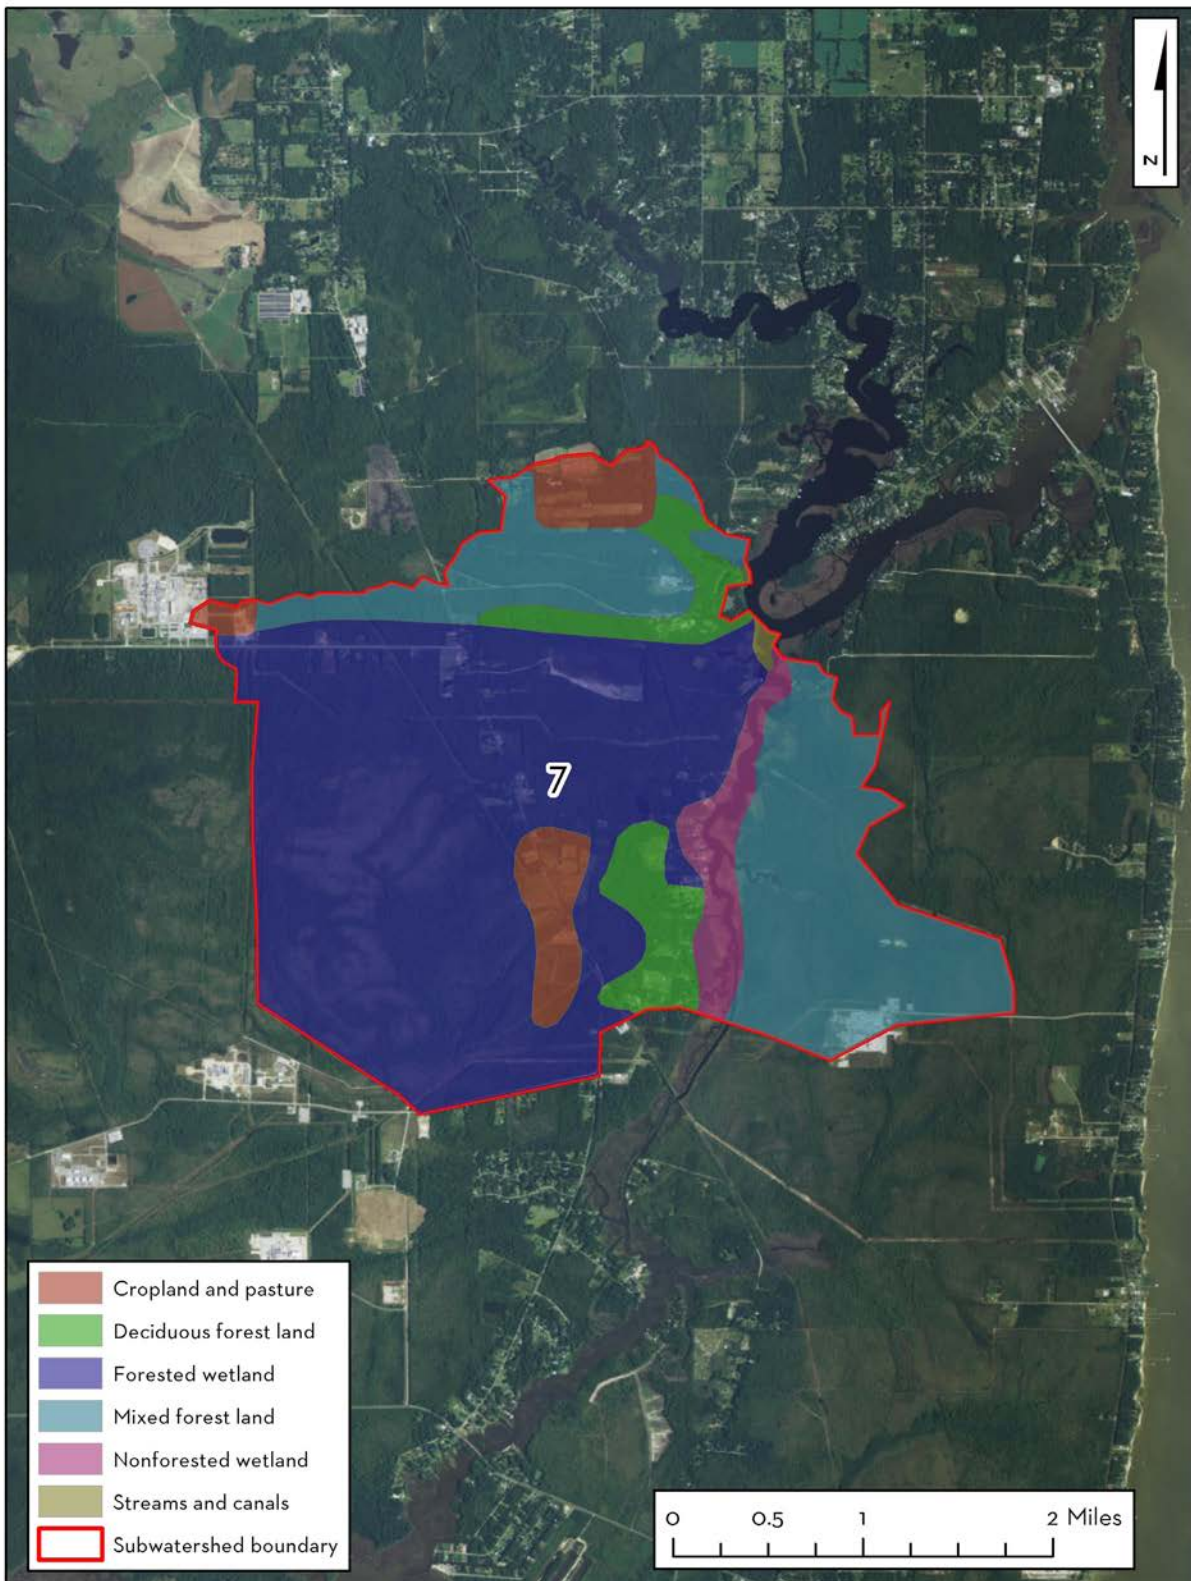 N
7
Cropland and pasture
Deciduous forest land
Forested wetland
Mixed forest land
Nonforested wetland
Streams and canals
Subwatershed boundary
0 0.5 1 2 Miles